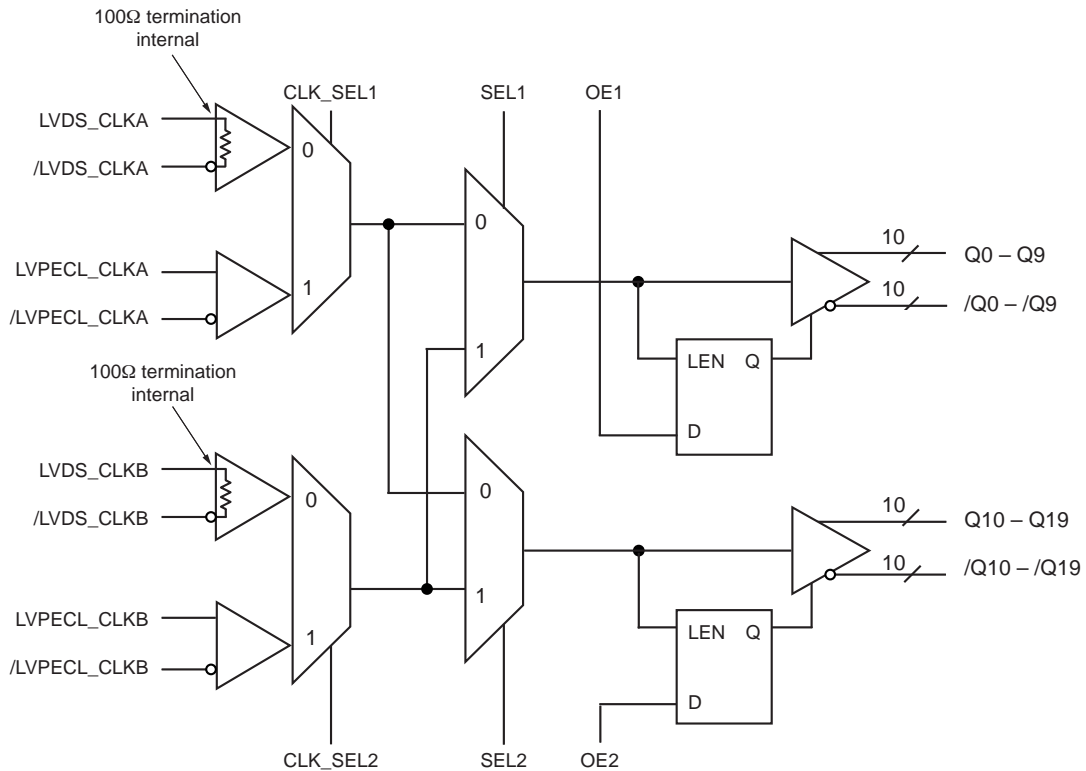 100Ω termination
internal
CLK_SEL1
SEL1
OE1
LVDS_CLKA
/LVDS_CLKA
0
LVPECL_CLKA
/LVPECL_CLKA
1
0
1
10
Q0 – Q9
10
/Q0 – /Q9
LEN Q
D
100Ω termination
internal
LVDS_CLKB
/LVDS_CLKB
0
LVPECL_CLKB
/LVPECL_CLKB
1
0
1
10
Q10 – Q19
10
/Q10 – /Q19
LEN Q
D
CLK_SEL2
SEL2
OE2